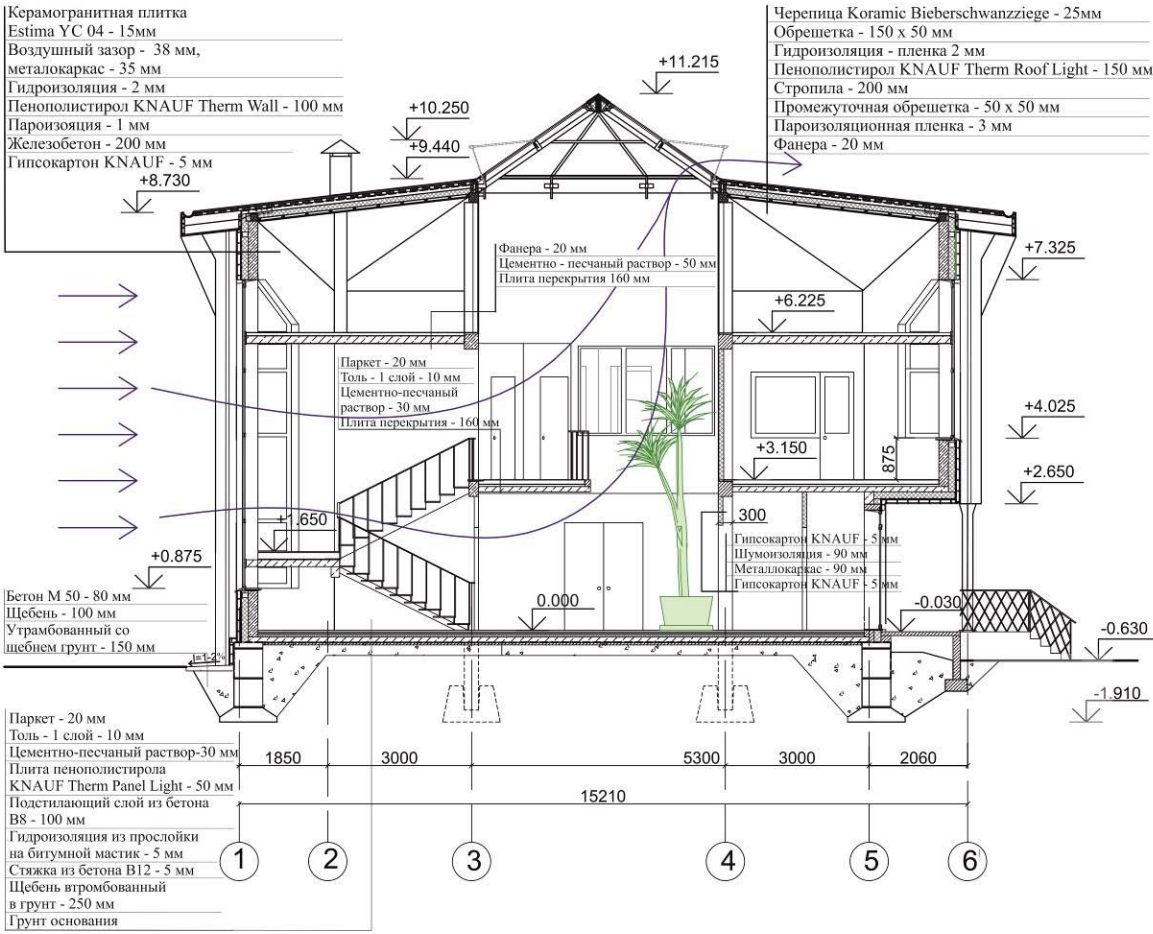 Керамогранитная плитка
Estima YC 04 - 15мм
Воздушный зазор - 38 мм,
металокаркас - 35 мм
Гидроизоляция - 2 мм
Пенополистирол KNAUF Therm Wall - 100 мм
Пароизояция - 1 мм
Железобетон - 200 мм
Гипсокартон KNAUF - 5 мм
Черепица Koramic Bieberschwanzziege - 25мм
Обрешетка - 150 х 50 мм
Гидроизоляция - пленка 2 мм
Пенополистирол KNAUF Therm Roof Light - 150 мм
Стропила - 200 мм
Промежуточная обрешетка - 50 х 50 мм
Пароизоляционная пленка - 3 мм
Фанера - 20 мм
+11.215
+10.250
+9.440
+8.730
+7.325
Фанера - 20 мм
Цементно - песчаный раствор - 50 мм
Плита перекрытия 160 мм
+6.225
Паркет - 20 мм
Толь - 1 слой - 10 мм
Цементно-песчаный
раствор - 30 мм
Плита перекрытия - 160 мм
+4.025
+3.150
875
+2.650
300
+1.650
Гипсокартон KNAUF - 5 мм
Шумоизоляция - 90 мм
Металлокаркас - 90 мм
Гипсокартон KNAUF - 5 мм
+0.875
0.000
-0.030
-0.630
-1.910
Бетон М 50 - 80 мм
Щебень - 100 мм
Утрамбованный со
щебнем грунт - 150 мм
i=1-2%
Паркет - 20 мм
Толь - 1 слой - 10 мм
Цементно-песчаный раствор-30 мм
Плита пенополистирола
KNAUF Therm Panel Light - 50 мм
Подстилающий слой из бетона
В8 - 100 мм
Гидроизоляция из прослойки
на битумной мастик - 5 мм
Стяжка из бетона В12 - 5 мм
Щебень втромбованный
в грунт - 250 мм
Грунт основания
1850 3000 5300 3000 2060
15210
1 2 3 4 5 6